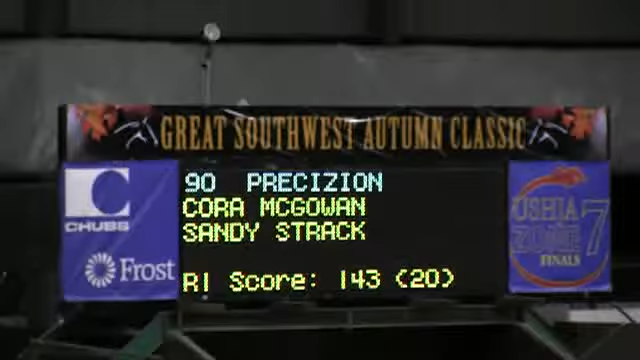 GREAT SOUTHWEST AUTUMN CLASSIC
90 PRECIZION
CORA MCGOWAN
SANDY STRACK
R1 Score: 143 (20)
CHUBB
Frost
USHJA
ZONE 7
FINALS